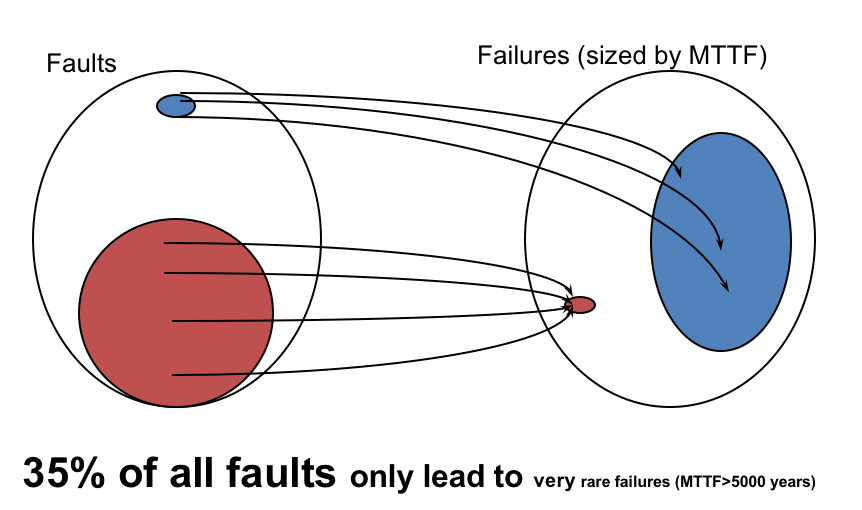 Faults
Failures (sized by MTTF)
35% of all faults only lead to very rare failures (MTTF>5000 years)